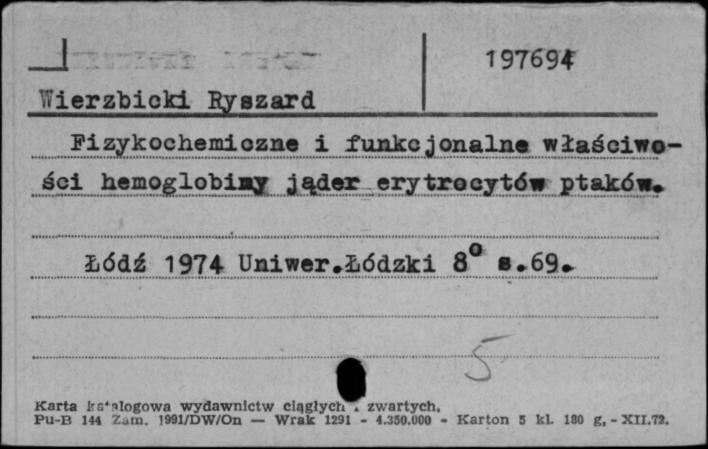 197694
Wierzbicki Ryszard
Fizykochemiczne i funkcjonalne właściwo-
ści hemoglobiny jąder erytrocytów ptaków.
Łódź 1974 Uniwer.Łódzki 8° s.69.
5
Karta katalogowa wydawnictw ciągłych i zwartych.
Pu-B 144 Zam. 1991/DW/On — Wrak 1291 - 4.350.000 - Karton 5 kl. 180 g, - XII.72.